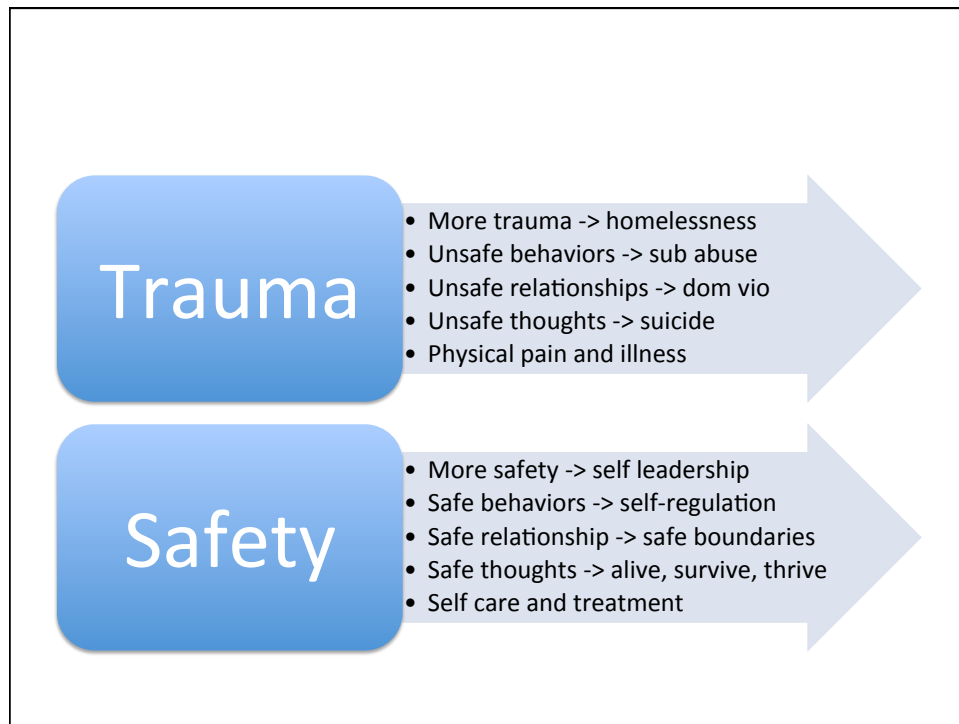 Trauma
• More trauma -> homelessness
• Unsafe behaviors -> sub abuse
• Unsafe relationships -> dom vio
• Unsafe thoughts -> suicide
• Physical pain and illness
Safety
• More safety -> self leadership
• Safe behaviors -> self-regulation
• Safe relationship -> safe boundaries
• Safe thoughts -> alive, survive, thrive
• Self care and treatment